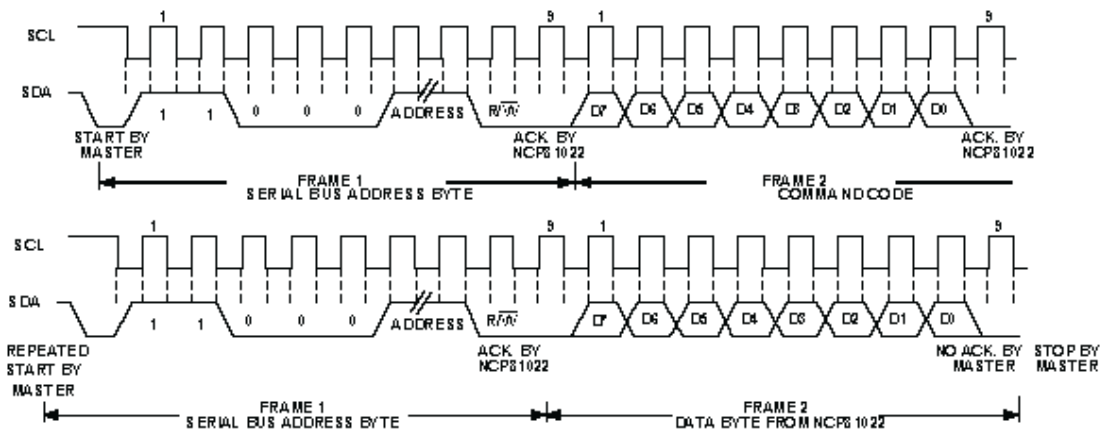 1 9 1 9
SCL
SDA
1 1 0 0 0 ADDRESS R/W D7 D6 D5 D4 D3 D2 D1 D0
START BY MASTER
ACK. BY NCP81022
ACK. BY NCP81022
FRAME 1
SERIAL BUS ADDRESS BYTE
FRAME 2
COMMAND CODE
1 9 1 9
SCL
SDA
1 1 0 0 0 ADDRESS R/W D7 D6 D5 D4 D3 D2 D1 D0
REPEATED START BY MASTER
ACK. BY NCP81022
NO ACK. BY MASTER
STOP BY MASTER
FRAME 1
SERIAL BUS ADDRESS BYTE
FRAME 2
DATA BYTE FROM NCP81022